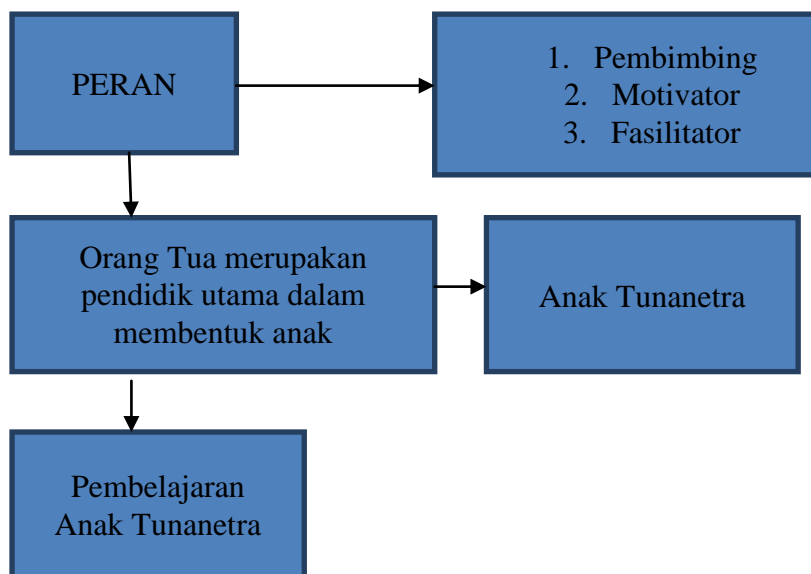 PERAN
1. Pembimbing
2. Motivator
3. Fasilitator
Orang Tua merupakan
pendidik utama dalam
membentuk anak
Anak Tunanetra
Pembelajaran
Anak Tunanetra